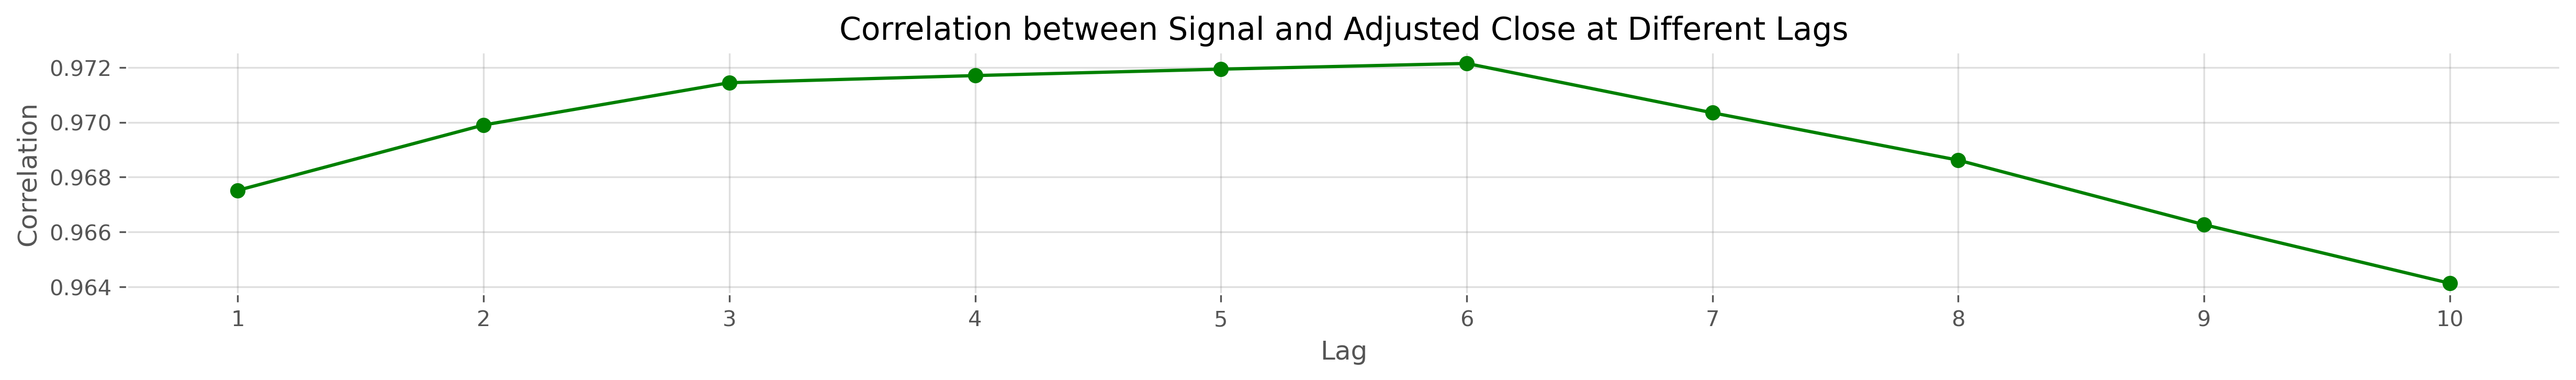 Correlation between Signal and Adjusted Close at Different Lags
Correlation
0.972
0.970
0.968
0.966
0.964
1 2 3 4 5 6 7 8 9 10
Lag